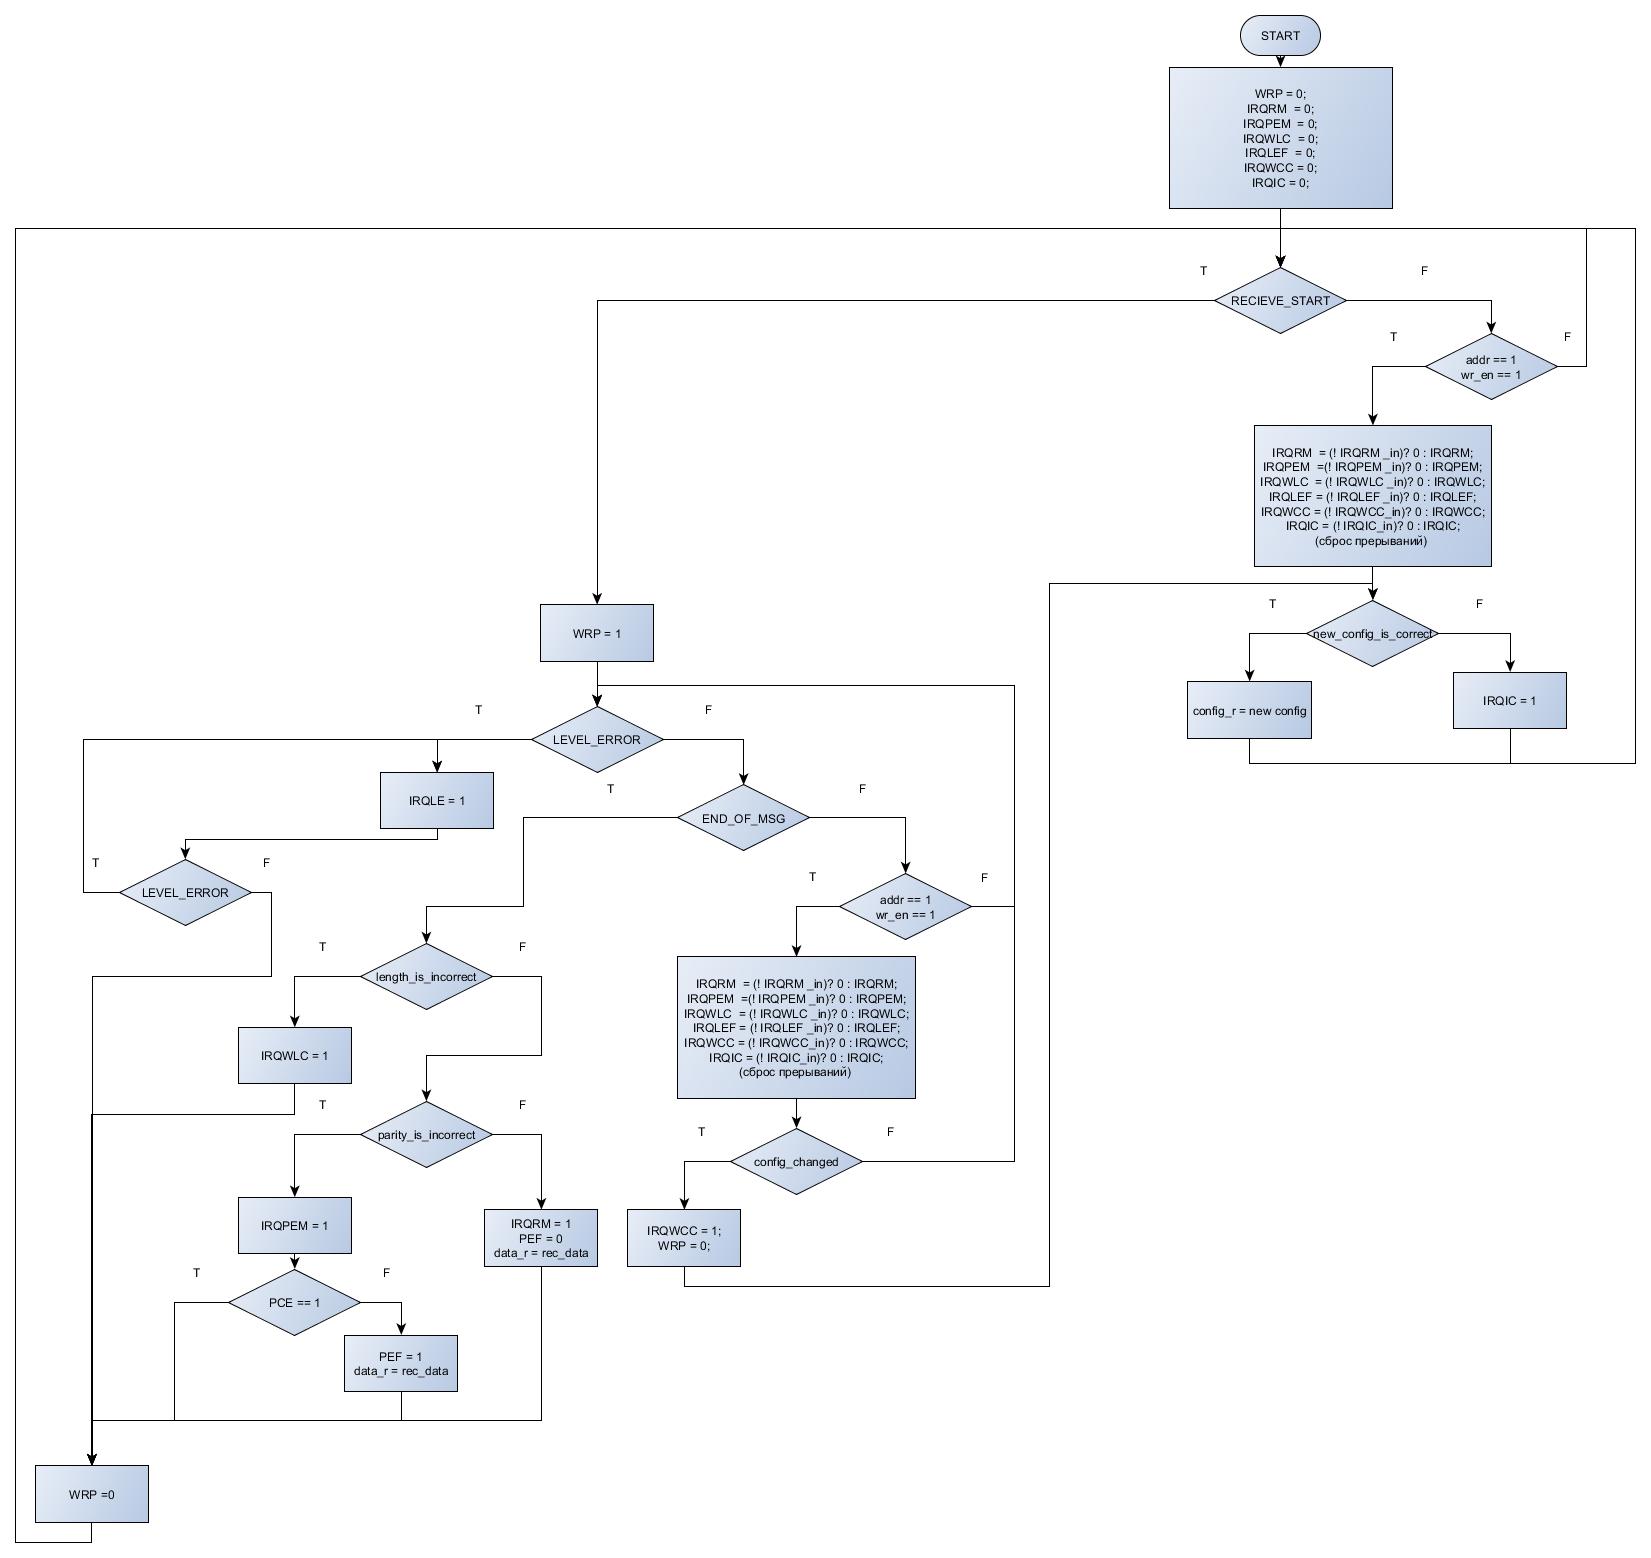 START
WRP = 0;
IRQRM  = 0;
IRQPEM  = 0;
IRQWLC  = 0;
IRQLEF  = 0;
IRQWCC = 0;
IRQIC = 0;
T
F
RECIEVE_START
T
F
addr == 1
wr_en == 1
IRQRM  = (! IRQRM _in)? 0 : IRQRM;
IRQPEM  =(! IRQPEM _in)? 0 : IRQPEM;
IRQWLC  = (! IRQWLC _in)? 0 : IRQWLC;
IRQLEF = (! IRQLEF _in)? 0 : IRQLEF;
IRQWCC = (! IRQWCC_in)? 0 : IRQWCC;
IRQIC = (! IRQIC_in)? 0 : IRQIC;
(сброс прерываний)
T
F
new_config_is_correct
config_r = new config
IRQIC = 1
WRP = 1
T
F
LEVEL_ERROR
IRQLE = 1
T
F
END_OF_MSG
T
F
LEVEL_ERROR
T
F
addr == 1
wr_en == 1
T
F
length_is_incorrect
IRQWLC = 1
IRQRM  = (! IRQRM _in)? 0 : IRQRM;
IRQPEM  =(! IRQPEM _in)? 0 : IRQPEM;
IRQWLC  = (! IRQWLC _in)? 0 : IRQWLC;
IRQLEF = (! IRQLEF _in)? 0 : IRQLEF;
IRQWCC = (! IRQWCC_in)? 0 : IRQWCC;
IRQIC = (! IRQIC_in)? 0 : IRQIC;
(сброс прерываний)
T
F
parity_is_incorrect
T
F
config_changed
IRQPEM = 1
IRQRM = 1
PEF = 0
data_r = rec_data
IRQWCC = 1;
WRP = 0;
T
F
PCE == 1
PEF = 1
data_r = rec_data
WRP =0